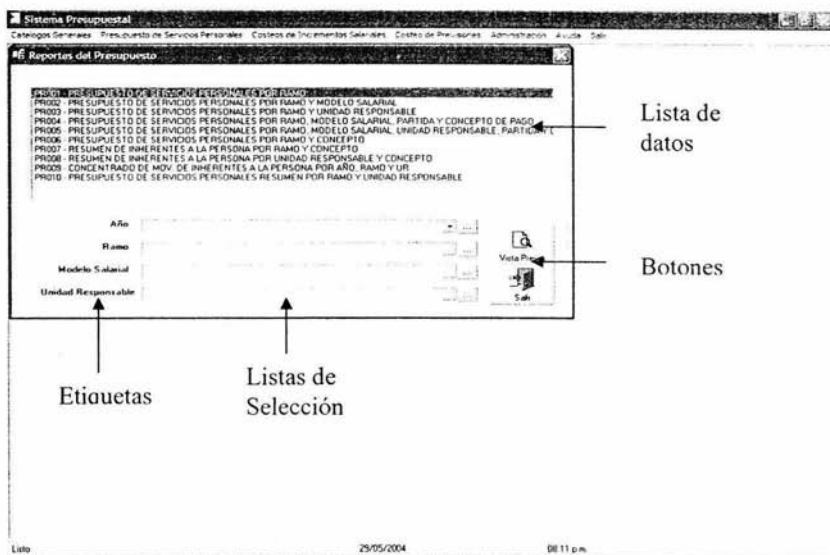 Sistema Presupuestal
Catalogos Generales Presupuesto de Servicios Personales Costeos de Incrementos Salariales Costeo de Previsiones Administración Ayuda Salir
Reportes del Presupuesto
PR001 - PRESUPUESTO DE SERVICIOS PERSONALES POR RAMO
PR002 - PRESUPUESTO DE SERVICIOS PERSONALES POR RAMO Y MODELO SALARIAL
PR003 - PRESUPUESTO DE SERVICIOS PERSONALES POR RAMO Y UNIDAD RESPONSABLE
PR004 - PRESUPUESTO DE SERVICIOS PERSONALES POR RAMO, MODELO SALARIAL, PARTIDA Y CONCEPTO DE PAGO
PR005 - PRESUPUESTO DE SERVICIOS PERSONALES POR RAMO, MODELO SALARIAL, UNIDAD RESPONSABLE, PARTIDA Y C
PR006 - PRESUPUESTO DE SERVICIOS PERSONALES POR RAMO Y CONCEPTO
PR007 - RESUMEN DE INHERENTES A LA PERSONA POR RAMO Y CONCEPTO
PR008 - RESUMEN DE INHERENTES A LA PERSONA POR UNIDAD RESPONSABLE Y CONCEPTO
PR009 - CONCENTRADO DE MOV. DE INHERENTES A LA PERSONA POR AÑO, RAMO Y UR
PR010 - PRESUPUESTO DE SERVICIOS PERSONALES RESUMEN POR RAMO Y UNIDAD RESPONSABLE
Lista de
datos
Año
Ramo
Modelo Salarial
Unidad Responsable
Vista Prev
Salir
Botones
Etiquetas
Listas de
Selección
Listo 29/05/2004 08:11 p.m.